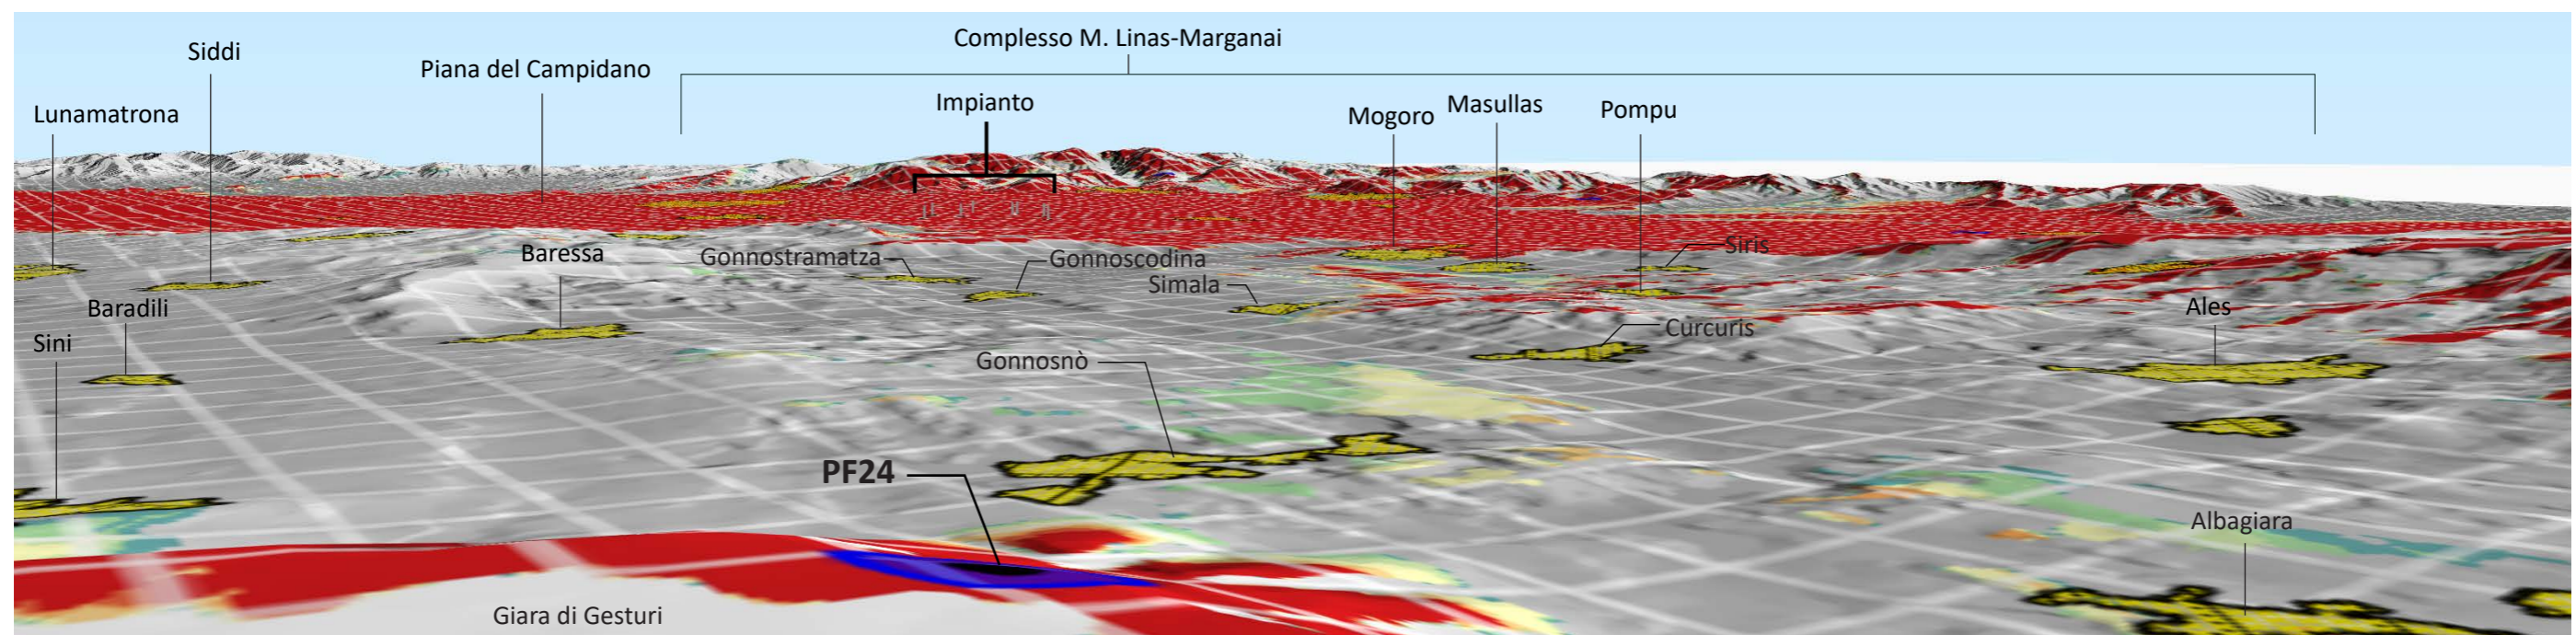 Complesso M. Linas-Marganai
Siddi
Piana del Campidano
Lunamatrona
Impianto
Mogoro
Masullas
Pompu
Baressa
Gonnostramatza
Gonnoscodina
Siris
Simala
Baradili
Ales
Sini
Curcuris
Gonnosnò
PF24
Albagiara
Giara di Gesturi